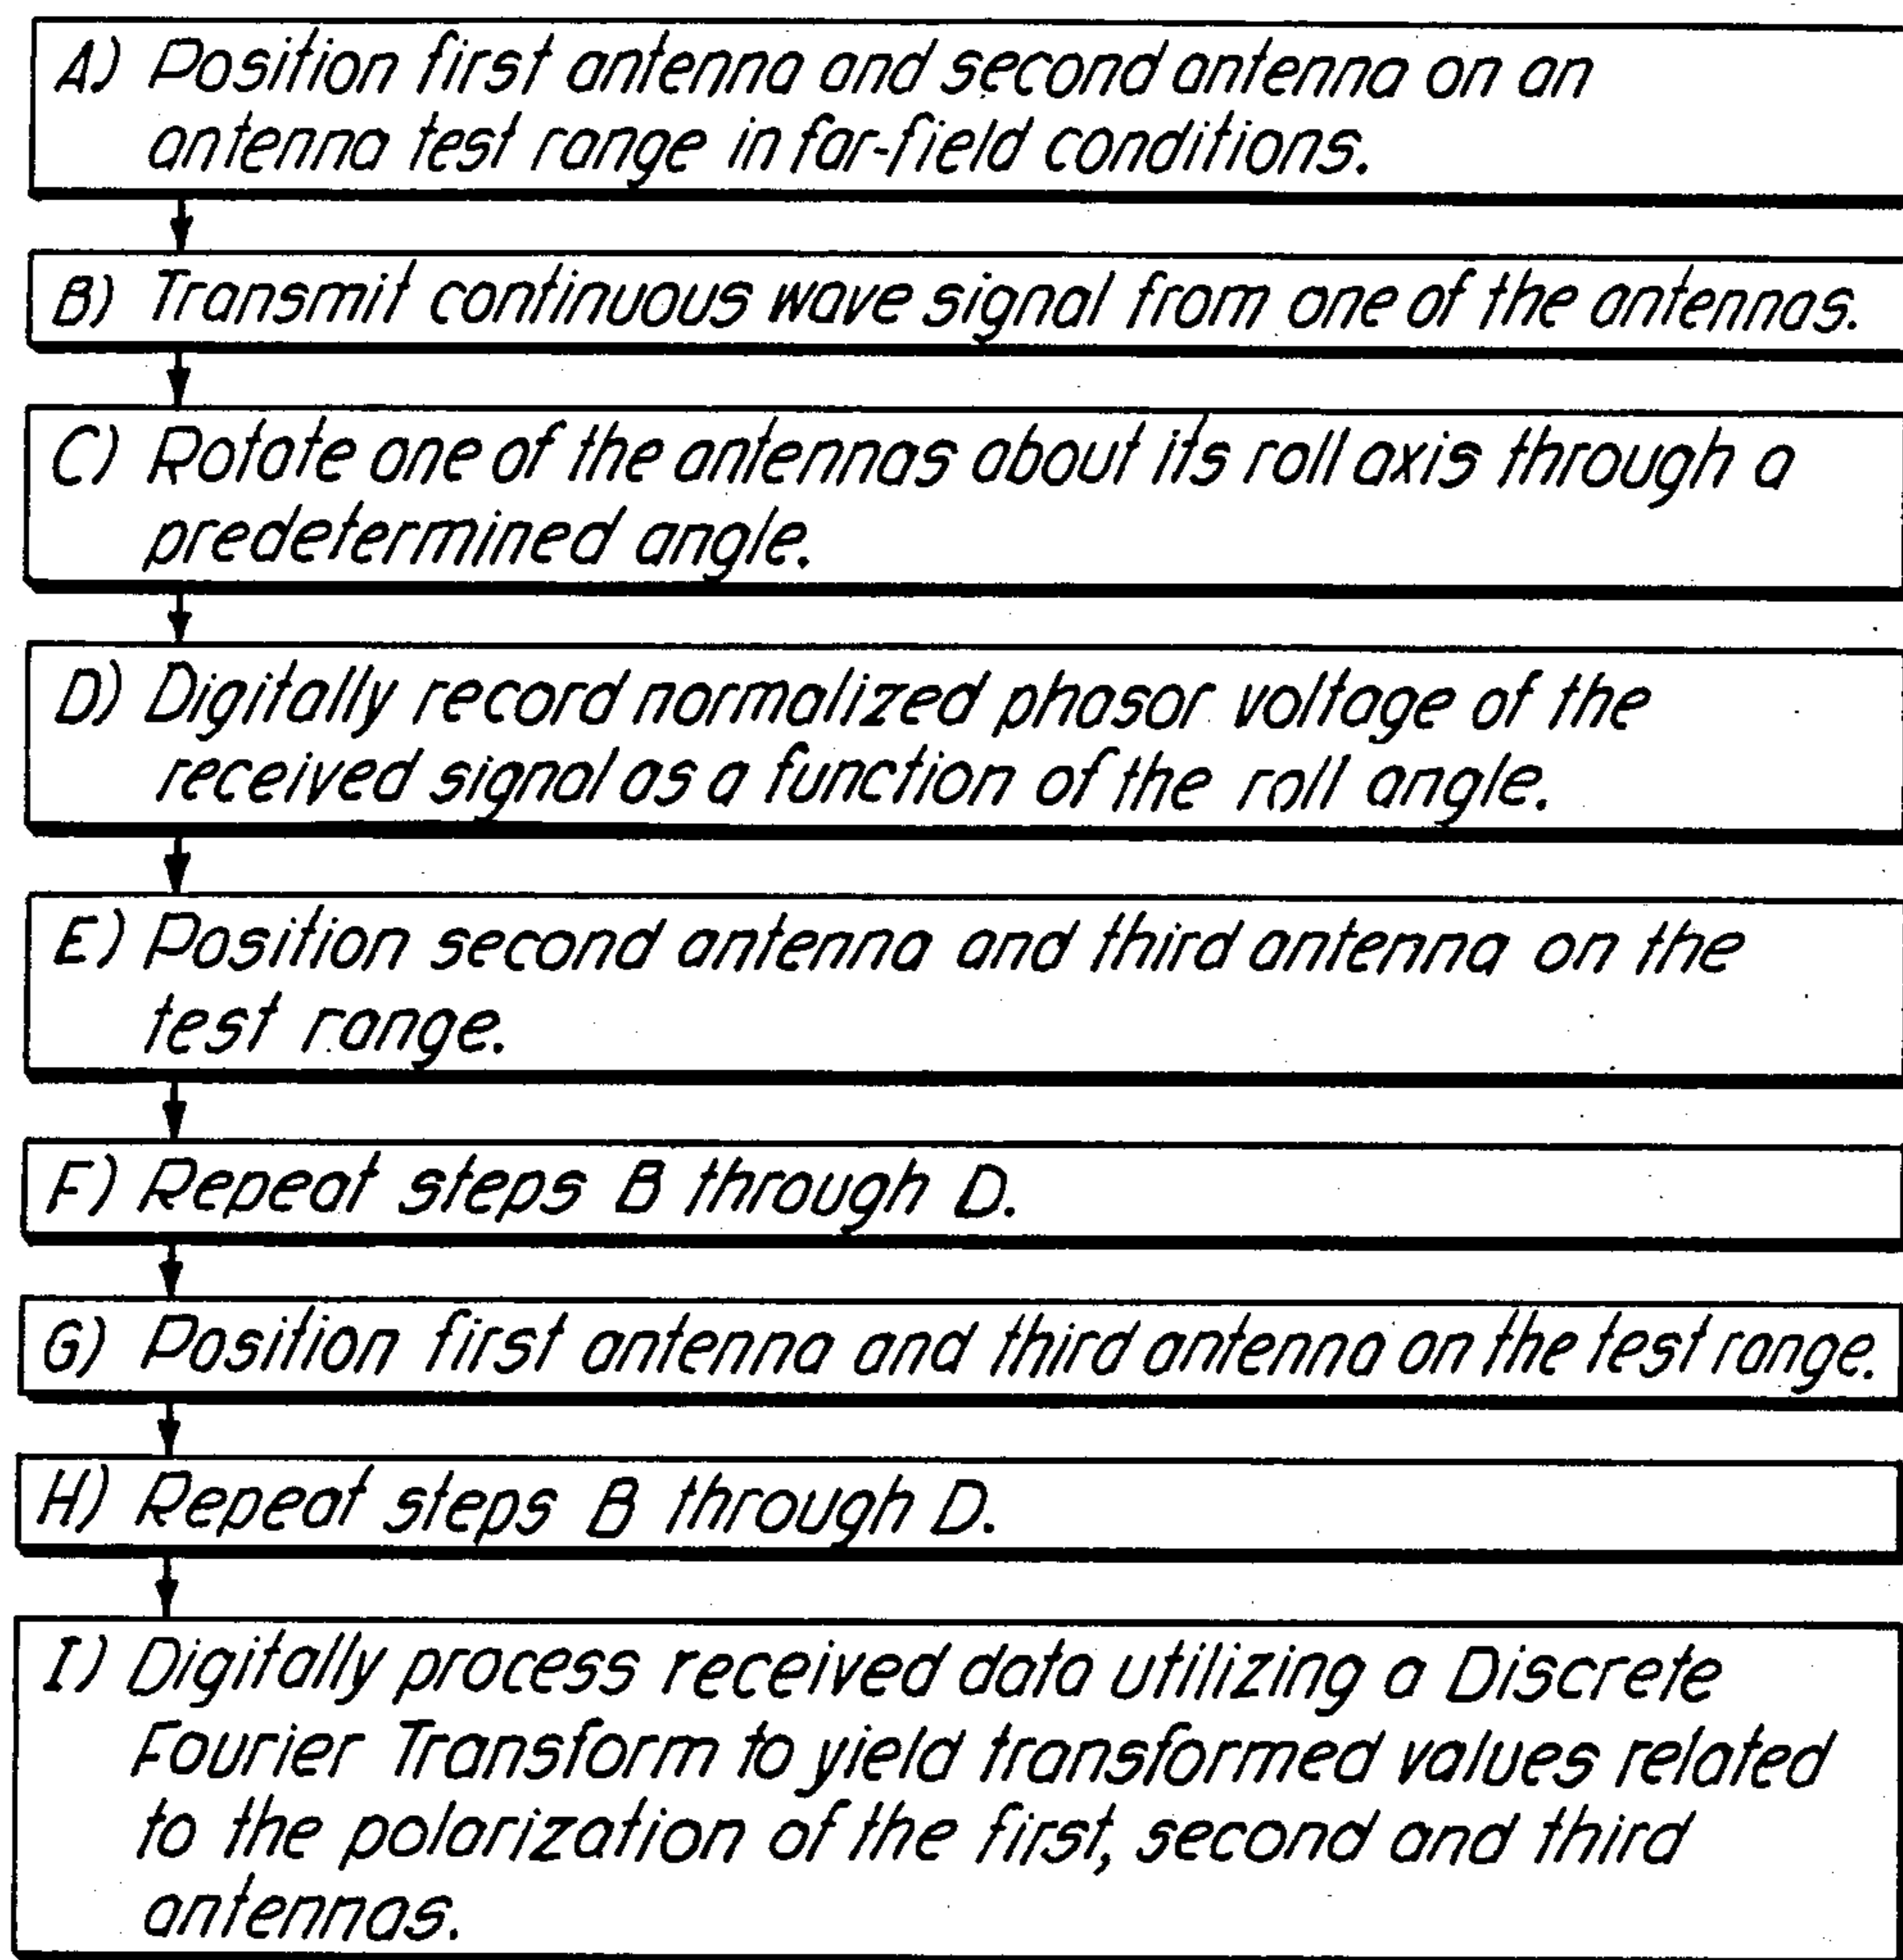 A) Position first antenna and second antenna on an
antenna test range in far-field conditions.
B) Transmit continuous wave signal from one of the antennas.
C) Rotate one of the antennas about its roll axis through a
predetermined angle.
D) Digitally record normalized phasor voltage of the
received signal as a function of the roll angle.
E) Position second antenna and third antenna on the
test range.
F) Repeat steps B through D.
G) Position first antenna and third antenna on the test range.
H) Repeat steps B through D.
I) Digitally process received data utilizing a Discrete
Fourier Transform to yield transformed values related
to the polarization of the first, second and third
antennas.